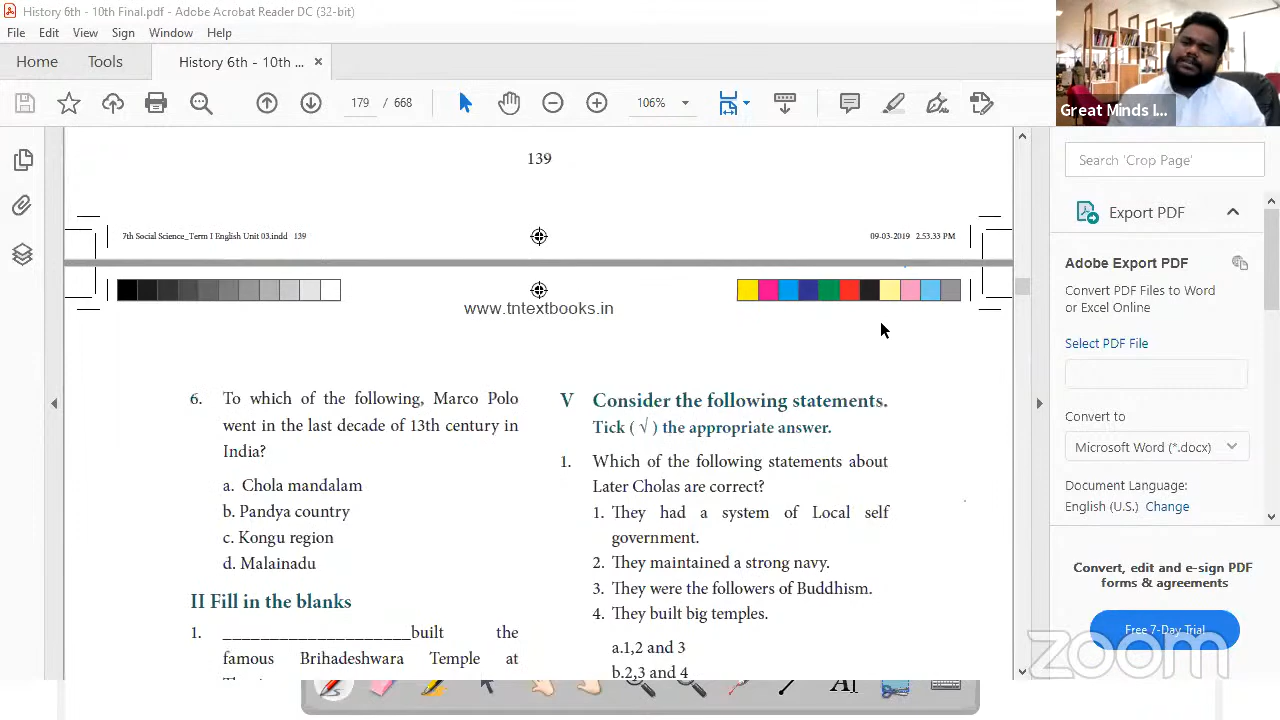 History 6th - 10th Final.pdf - Adobe Acrobat Reader DC (32-bit)
File Edit View Sign Window Help
Home Tools History 6th - 10th ... ×
179 / 668 106%
Great Minds I...
139
7th Social Science_Term I English Unit 03.indd 139 09-03-2019 2.53.33 PM
www.tntextbooks.in
6. To which of the following, Marco Polo
went in the last decade of 13th century in
India?
a. Chola mandalam
b. Pandya country
c. Kongu region
d. Malainadu
II Fill in the blanks
1. _____________________built the
famous Brihadeshwara Temple at
V Consider the following statements.
Tick ( √ ) the appropriate answer.
1. Which of the following statements about
Later Cholas are correct?
1. They had a system of Local self
government.
2. They maintained a strong navy.
3. They were the followers of Buddhism.
4. They built big temples.
a.1,2 and 3
b.2,3 and 4
Search 'Crop Page'
Export PDF
Adobe Export PDF
Convert PDF Files to Word
or Excel Online
Select PDF File
Convert to
Microsoft Word (*.docx)
Document Language:
English (U.S.) Change
Convert, edit and e-sign PDF
forms & agreements
Free 7-Day Trial
zoom
AI